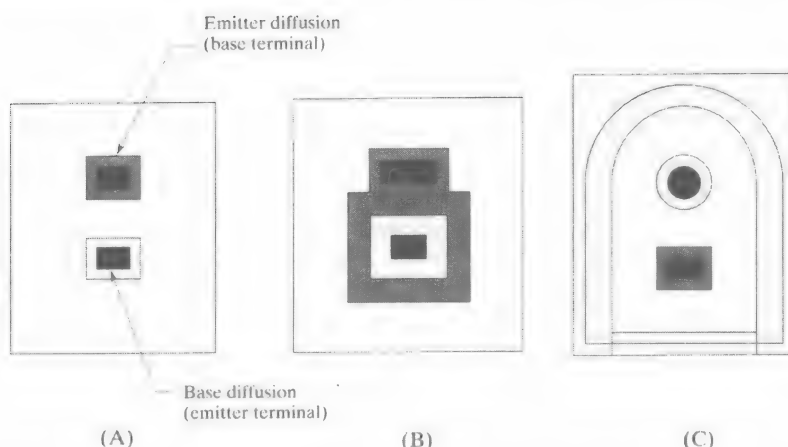 Emitter diffusion
(base terminal)
Base diffusion
(emitter terminal)
(A)
(B)
(C)